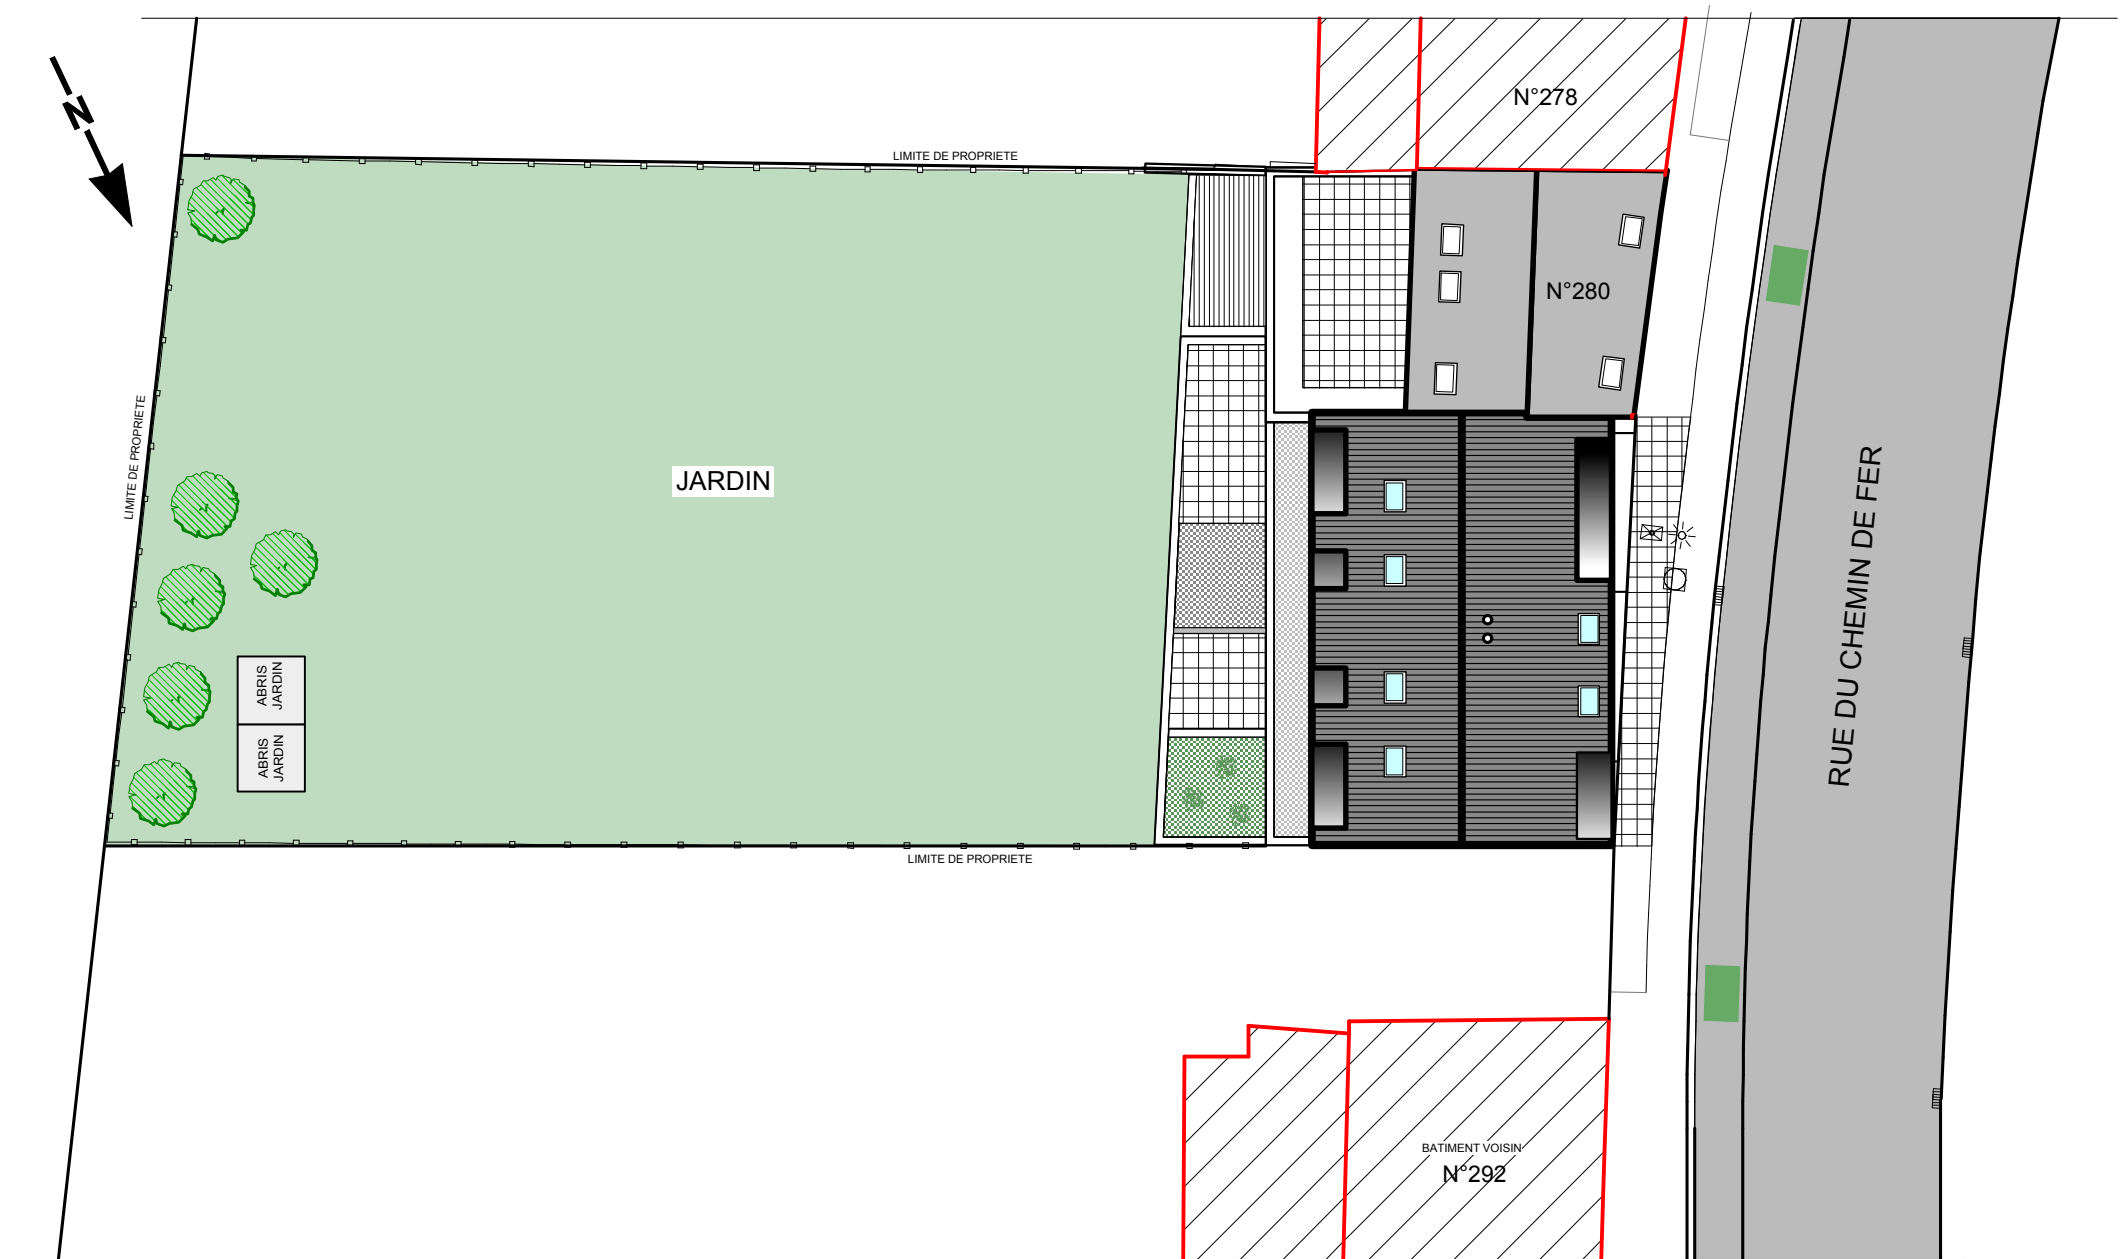 N
N°278
LIMITE DE PROPRIETE
N°280
LIMITE DE PROPRIETE
JARDIN
RUE DU CHEMIN DE FER
ABRIS
JARDIN
ABRIS
JARDIN
LIMITE DE PROPRIETE
BATIMENT VOISIN
N°292